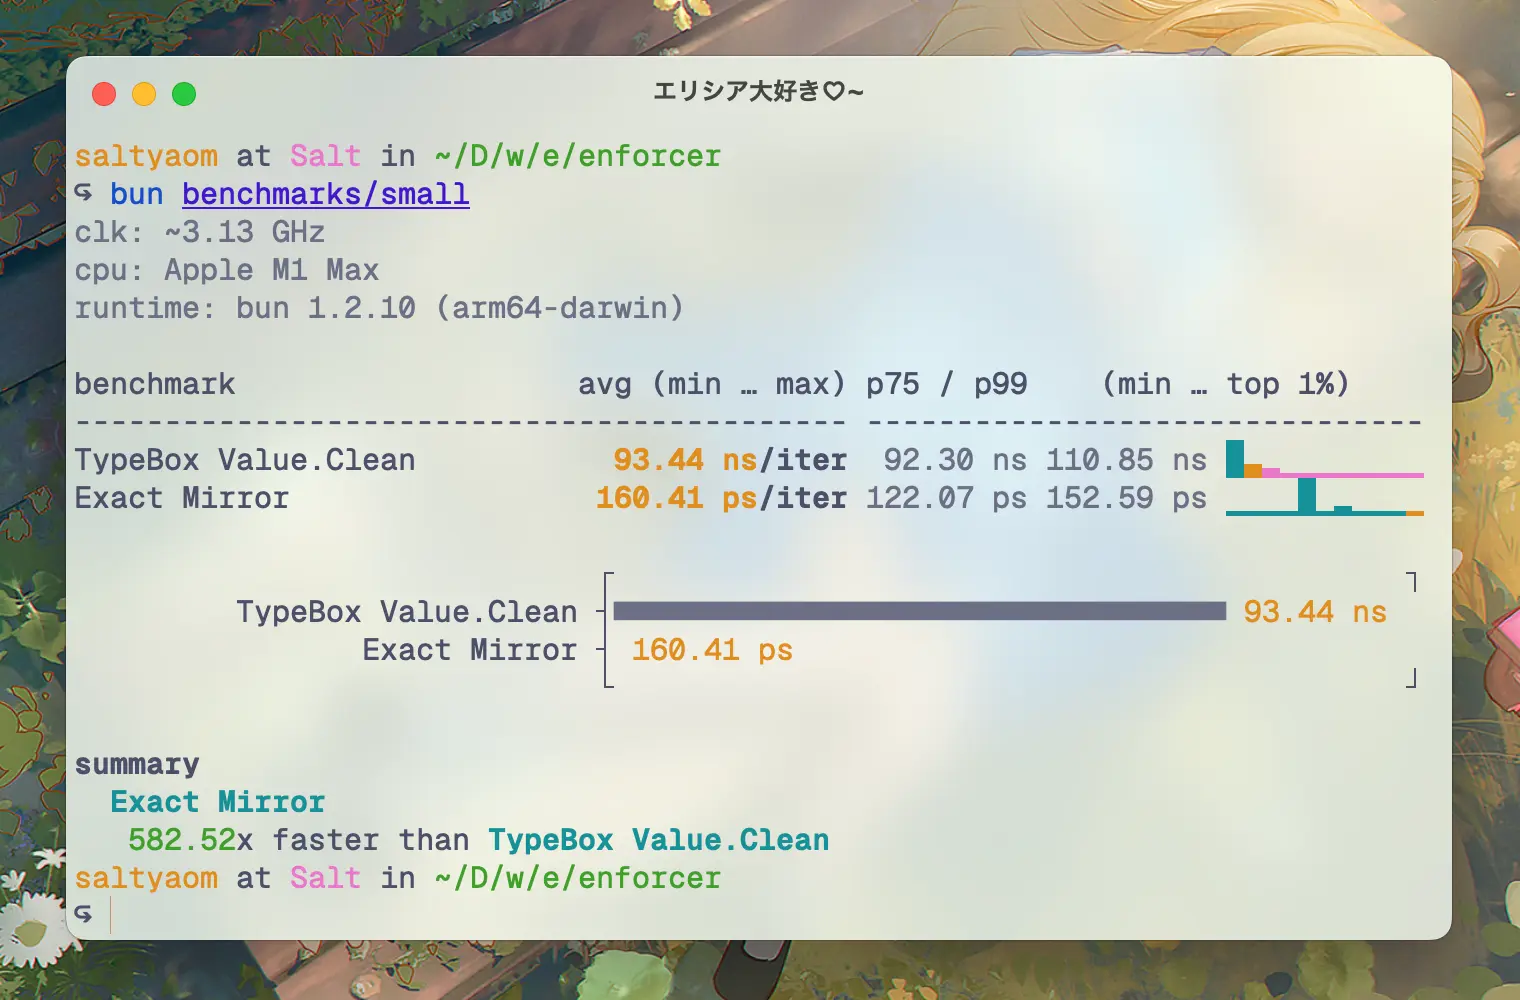 エリシア大好き♡~
saltyaom at Salt in ~/D/w/e/enforcer
↪ bun benchmarks/small
clk: ~3.13 GHz
cpu: Apple M1 Max
runtime: bun 1.2.10 (arm64-darwin)
benchmark avg (min … max) p75 / p99 (min … top 1%)
------------------------------------------- -------------------------------
TypeBox Value.Clean 93.44 ns/iter 92.30 ns 110.85 ns
Exact Mirror 160.41 ps/iter 122.07 ps 152.59 ps
TypeBox Value.Clean 93.44 ns
Exact Mirror 160.41 ps
summary
Exact Mirror
582.52x faster than TypeBox Value.Clean
saltyaom at Salt in ~/D/w/e/enforcer
↪